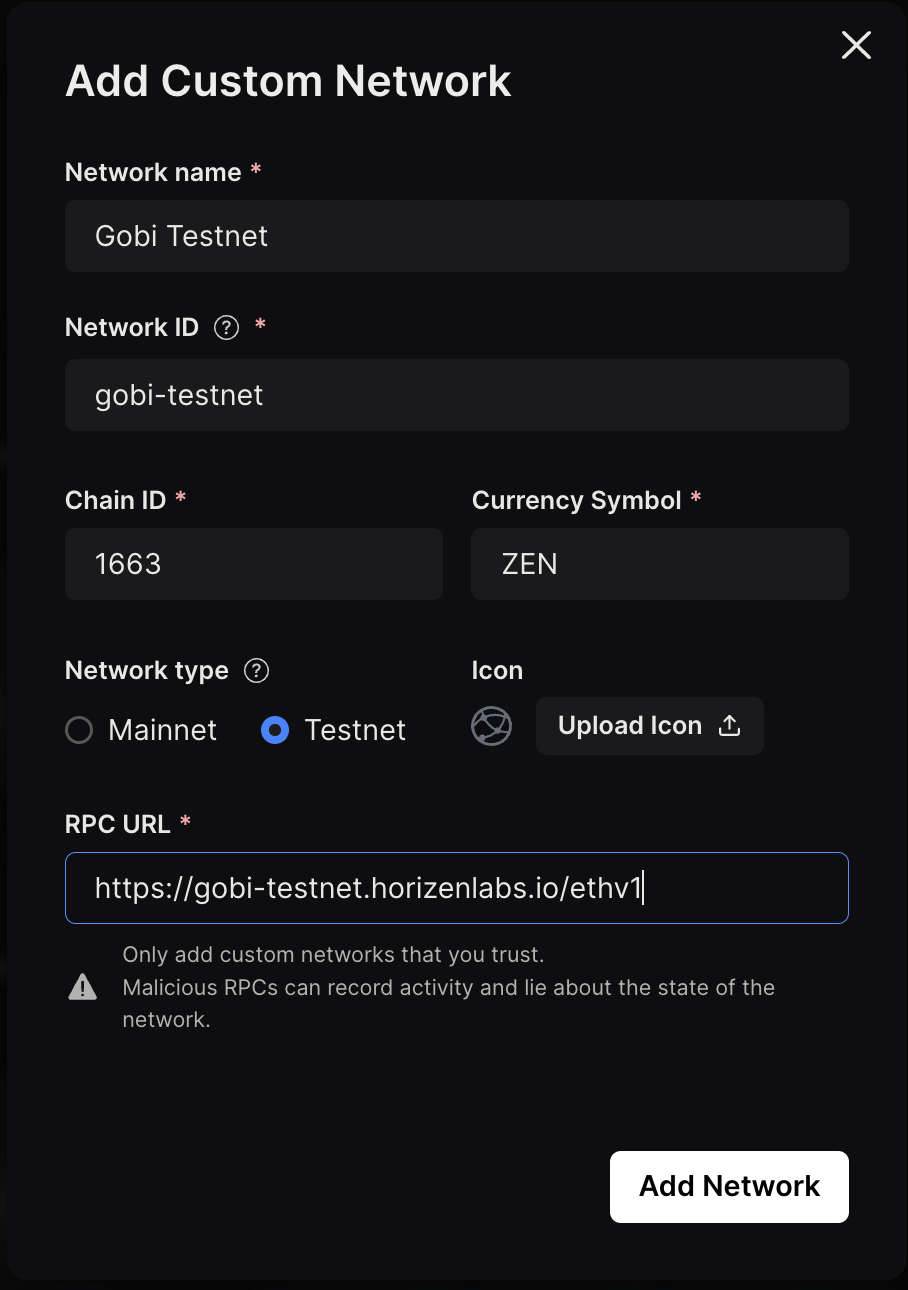 Add Custom Network
Network name *
Gobi Testnet
Network ID ? *
gobi-testnet
Chain ID * Currency Symbol *
1663 ZEN
Network type ? Icon
Mainnet Testnet Upload Icon
RPC URL *
https://gobi-testnet.horizenlabs.io/ethv1
Only add custom networks that you trust.
Malicious RPCs can record activity and lie about the state of the
network.
Add Network